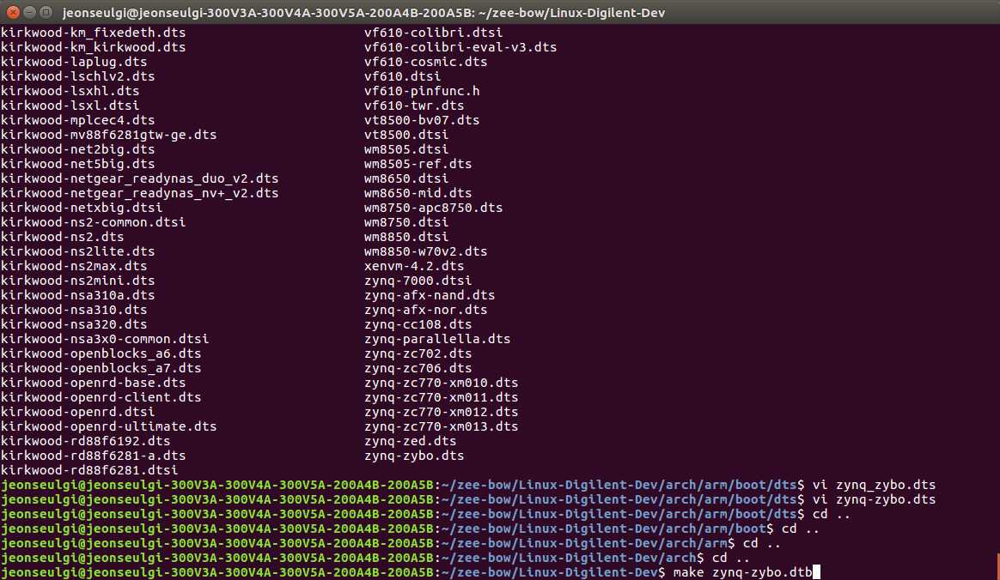 jeonseulgi@jeonseulgi-300V3A-300V4A-300V5A-200A4B-200A5B: ~/zee-bow/Linux-Digilent-Dev
kirkwood-km_fixedeth.dts vf610-colibri.dtsi
kirkwood-km_kirkwood.dts vf610-colibri-eval-v3.dts
kirkwood-laplug.dts vf610-cosmic.dts
kirkwood-lschlv2.dts vf610.dtsi
kirkwood-lsxhl.dts vf610-pinfunc.h
kirkwood-lsxl.dtsi vf610-twr.dts
kirkwood-mplcec4.dts vt8500-bv07.dts
kirkwood-mv88f6281gtw-ge.dts vt8500.dtsi
kirkwood-net2big.dts wm8505.dtsi
kirkwood-net5big.dts wm8505-ref.dts
kirkwood-netgear_readynas_duo_v2.dts wm8650.dtsi
kirkwood-netgear_readynas_nv+_v2.dts wm8650-mid.dts
kirkwood-netxbig.dtsi wm8750-apc8750.dts
kirkwood-ns2-common.dtsi wm8750.dtsi
kirkwood-ns2.dts wm8850.dtsi
kirkwood-ns2lite.dts wm8850-w70v2.dts
kirkwood-ns2max.dts xenvm-4.2.dts
kirkwood-ns2mini.dts zynq-7000.dtsi
kirkwood-nsa310a.dts zynq-afx-nand.dts
kirkwood-nsa310.dts zynq-afx-nor.dts
kirkwood-nsa320.dts zynq-cc108.dts
kirkwood-nsa3x0-common.dtsi zynq-parallella.dts
kirkwood-openblocks_a6.dts zynq-zc702.dts
kirkwood-openblocks_a7.dts zynq-zc706.dts
kirkwood-openrd-base.dts zynq-zc770-xm010.dts
kirkwood-openrd-client.dts zynq-zc770-xm011.dts
kirkwood-openrd.dtsi zynq-zc770-xm012.dts
kirkwood-openrd-ultimate.dts zynq-zc770-xm013.dts
kirkwood-rd88f6192.dts zynq-zed.dts
kirkwood-rd88f6281-a.dts zynq-zybo.dts
kirkwood-rd88f6281.dtsi
jeonseulgi@jeonseulgi-300V3A-300V4A-300V5A-200A4B-200A5B:~/zee-bow/Linux-Digilent-Dev/arch/arm/boot/dts$ vi zynq_zybo.dts
jeonseulgi@jeonseulgi-300V3A-300V4A-300V5A-200A4B-200A5B:~/zee-bow/Linux-Digilent-Dev/arch/arm/boot/dts$ vi zynq-zybo.dts
jeonseulgi@jeonseulgi-300V3A-300V4A-300V5A-200A4B-200A5B:~/zee-bow/Linux-Digilent-Dev/arch/arm/boot/dts$ cd ..
jeonseulgi@jeonseulgi-300V3A-300V4A-300V5A-200A4B-200A5B:~/zee-bow/Linux-Digilent-Dev/arch/arm/boot$ cd ..
jeonseulgi@jeonseulgi-300V3A-300V4A-300V5A-200A4B-200A5B:~/zee-bow/Linux-Digilent-Dev/arch/arm$ cd ..
jeonseulgi@jeonseulgi-300V3A-300V4A-300V5A-200A4B-200A5B:~/zee-bow/Linux-Digilent-Dev/arch$ cd ..
jeonseulgi@jeonseulgi-300V3A-300V4A-300V5A-200A4B-200A5B:~/zee-bow/Linux-Digilent-Dev$ make zynq-zybo.dtb